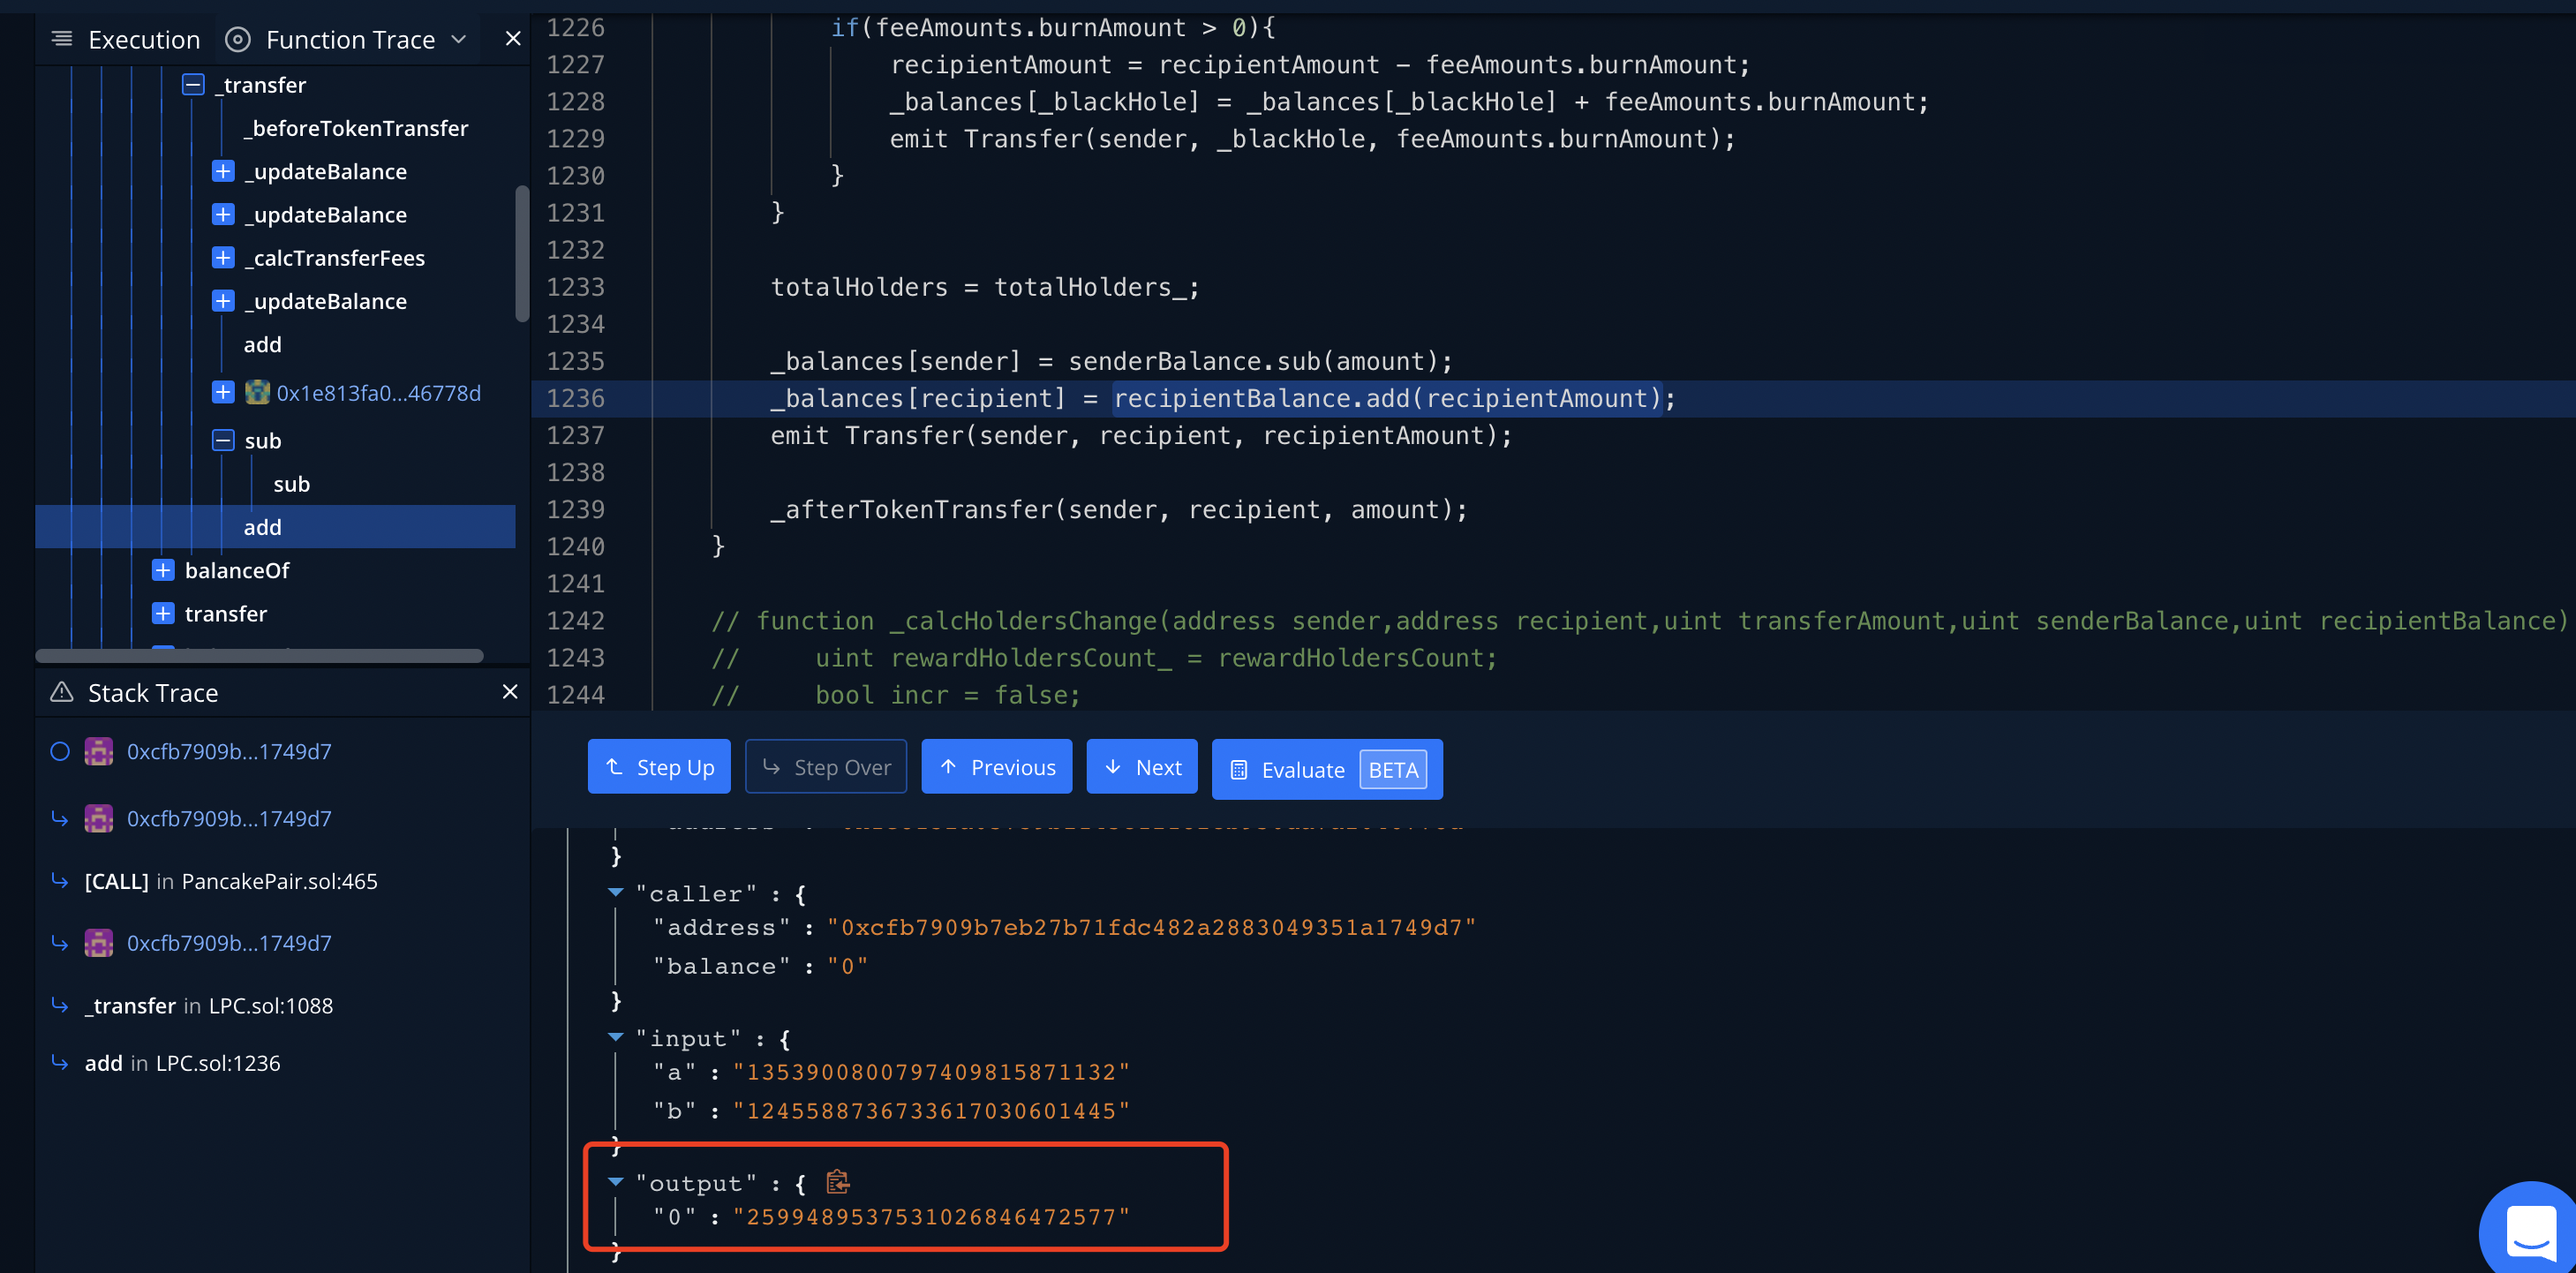 Execution
Function Trace
_transfer
_beforeTokenTransfer
_updateBalance
_updateBalance
_calcTransferFees
_updateBalance
add
0x1e813fa0...46778d
sub
sub
add
balanceOf
transfer
Stack Trace
0xcfb7909b...1749d7
0xcfb7909b...1749d7
[CALL] in PancakePair.sol:465
0xcfb7909b...1749d7
_transfer in LPC.sol:1088
add in LPC.sol:1236
1226 if(feeAmounts.burnAmount > 0){
1227 recipientAmount = recipientAmount - feeAmounts.burnAmount;
1228 _balances[_blackHole] = _balances[_blackHole] + feeAmounts.burnAmount;
1229 emit Transfer(sender, _blackHole, feeAmounts.burnAmount);
1230 }
1231 }
1232
1233 totalHolders = totalHolders_;
1234
1235 _balances[sender] = senderBalance.sub(amount);
1236 _balances[recipient] = recipientBalance.add(recipientAmount);
1237 emit Transfer(sender, recipient, recipientAmount);
1238
1239 _afterTokenTransfer(sender, recipient, amount);
1240 }
1241
1242 // function _calcHoldersChange(address sender,address recipient,uint transferAmount,uint senderBalance,uint recipientBalance)
1243 // uint rewardHoldersCount_ = rewardHoldersCount;
1244 // bool incr = false;
Step Up
Step Over
Previous
Next
Evaluate BETA
}
"caller" : {
"address" : "0xcfb7909b7eb27b71fdc482a2883049351a1749d7"
"balance" : "0"
}
"input" : {
"a" : "1353900800797409815871132"
"b" : "1245588736733617030601445"
}
"output" : {
"0" : "2599489537531026846472577"
}